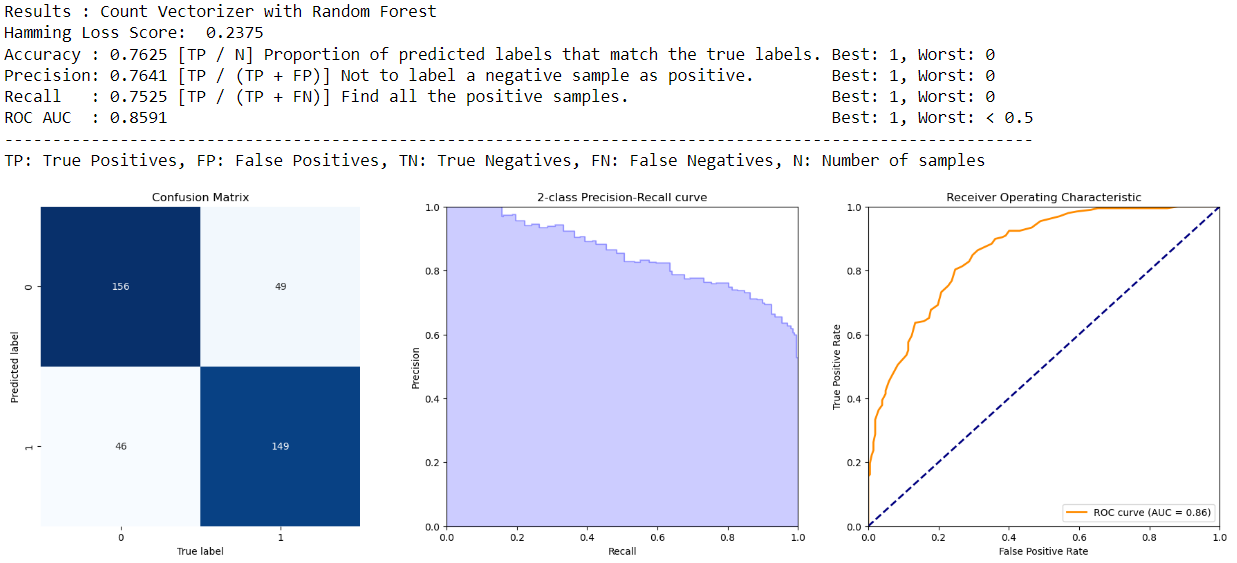 Results : Count Vectorizer with Random Forest
Hamming Loss Score:  0.2375
Accuracy : 0.7625 [TP / N] Proportion of predicted labels that match the true labels. Best: 1, Worst: 0
Precision: 0.7641 [TP / (TP + FP)] Not to label a negative sample as positive.        Best: 1, Worst: 0
Recall   : 0.7525 [TP / (TP + FN)] Find all the positive samples.                     Best: 1, Worst: 0
ROC AUC  : 0.8591                                                                     Best: 1, Worst: < 0.5
-----------------------------------------------------------------------------------------------------------
TP: True Positives, FP: False Positives, TN: True Negatives, FN: False Negatives, N: Number of samples
Confusion Matrix
0
156
49
1
46
149
Predicted label
0
1
True label
2-class Precision-Recall curve
1.0
0.8
0.6
0.4
0.2
0.0
Precision
0.0
0.2
0.4
0.6
0.8
1.0
Recall
Receiver Operating Characteristic
1.0
0.8
0.6
0.4
0.2
0.0
True Positive Rate
ROC curve (AUC = 0.86)
0.0
0.2
0.4
0.6
0.8
1.0
False Positive Rate